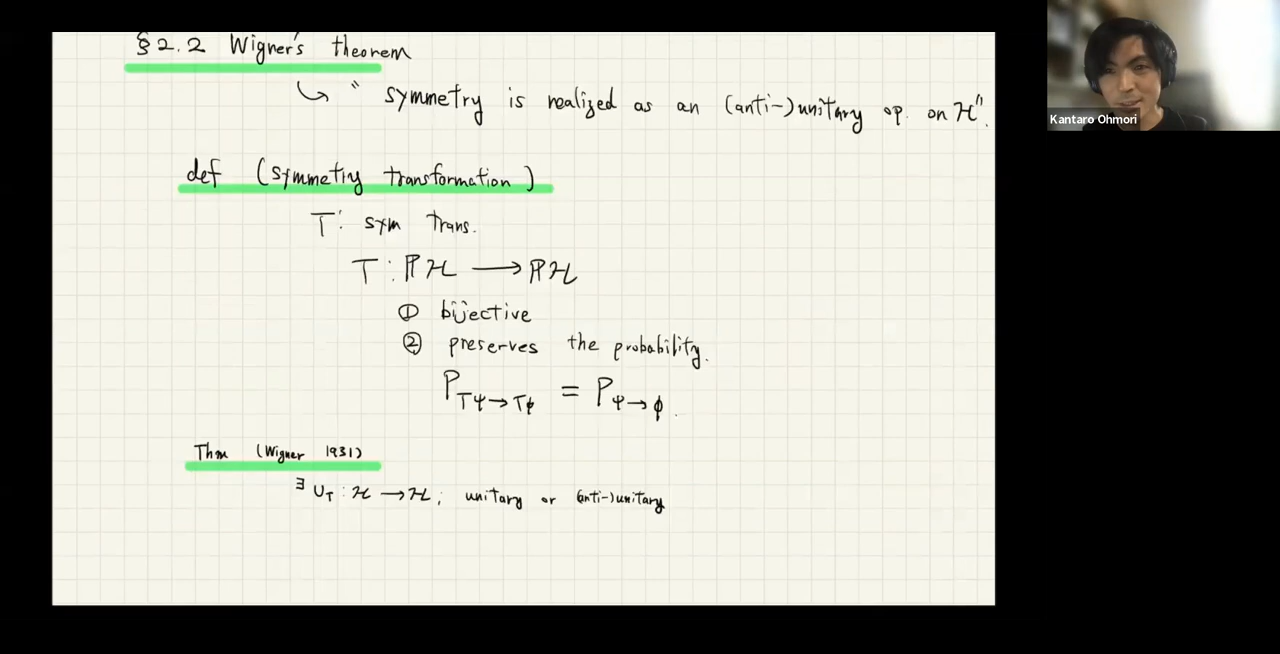 §2.2 Wigner's theorem
↳ "symmetry is realized as an (anti-)unitary op. on ℋ".
def (symmetry transformation)
T: sym trans.
T: ℙℋ → ℙℋ
① bijective
② preserves the probability.
P_{Tψ→Tϕ} = P_{ψ→ϕ}.
Thm (Wigner 1931)
∃ U_T : ℋ → ℋ; unitary or (anti-)unitary
Kantaro Ohmori